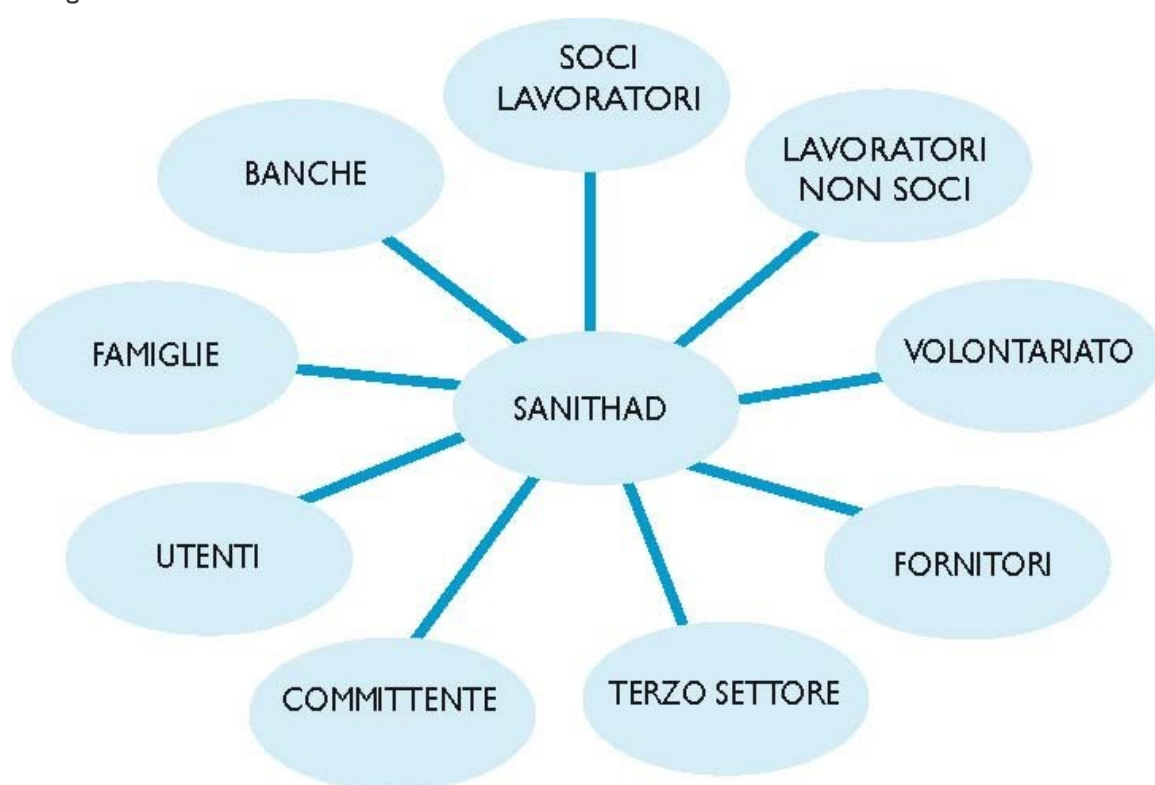 SOCI
LAVORATORI
LAVORATORI
NON SOCI
BANCHE
VOLONTARIATO
FAMIGLIE
SANITHAD
UTENTI
FORNITORI
COMMITTENTE
TERZO SETTORE